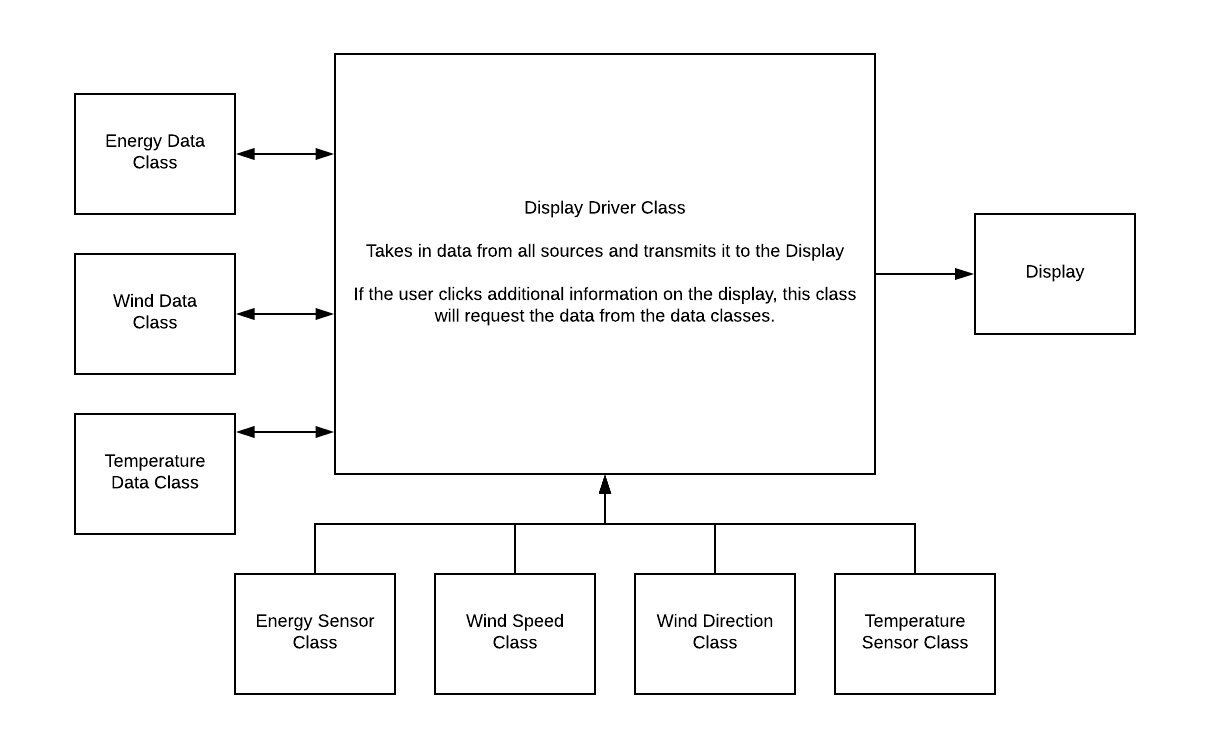 Energy Data
Class
Wind Data
Class
Temperature
Data Class
Display Driver Class
Takes in data from all sources and transmits it to the Display
If the user clicks additional information on the display, this class
will request the data from the data classes.
Display
Energy Sensor
Class
Wind Speed
Class
Wind Direction
Class
Temperature
Sensor Class